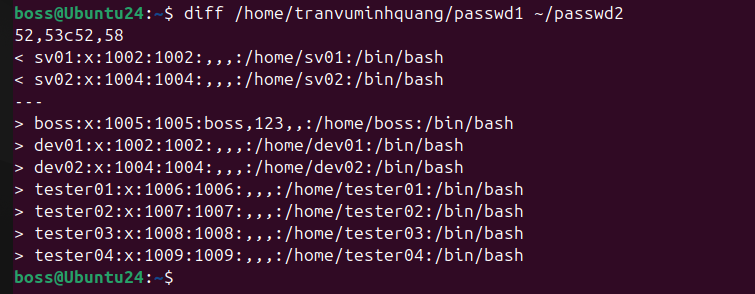 boss@Ubuntu24:~$ diff /home/tranvuminhquang/passwd1 ~/passwd2
52,53c52,58
< sv01:x:1002:1002:,,,:/home/sv01:/bin/bash
< sv02:x:1004:1004:,,,:/home/sv02:/bin/bash
---
> boss:x:1005:1005:boss,123,,:/home/boss:/bin/bash
> dev01:x:1002:1002:,,,:/home/dev01:/bin/bash
> dev02:x:1004:1004:,,,:/home/dev02:/bin/bash
> tester01:x:1006:1006:,,,:/home/tester01:/bin/bash
> tester02:x:1007:1007:,,,:/home/tester02:/bin/bash
> tester03:x:1008:1008:,,,:/home/tester03:/bin/bash
> tester04:x:1009:1009:,,,:/home/tester04:/bin/bash
boss@Ubuntu24:~$